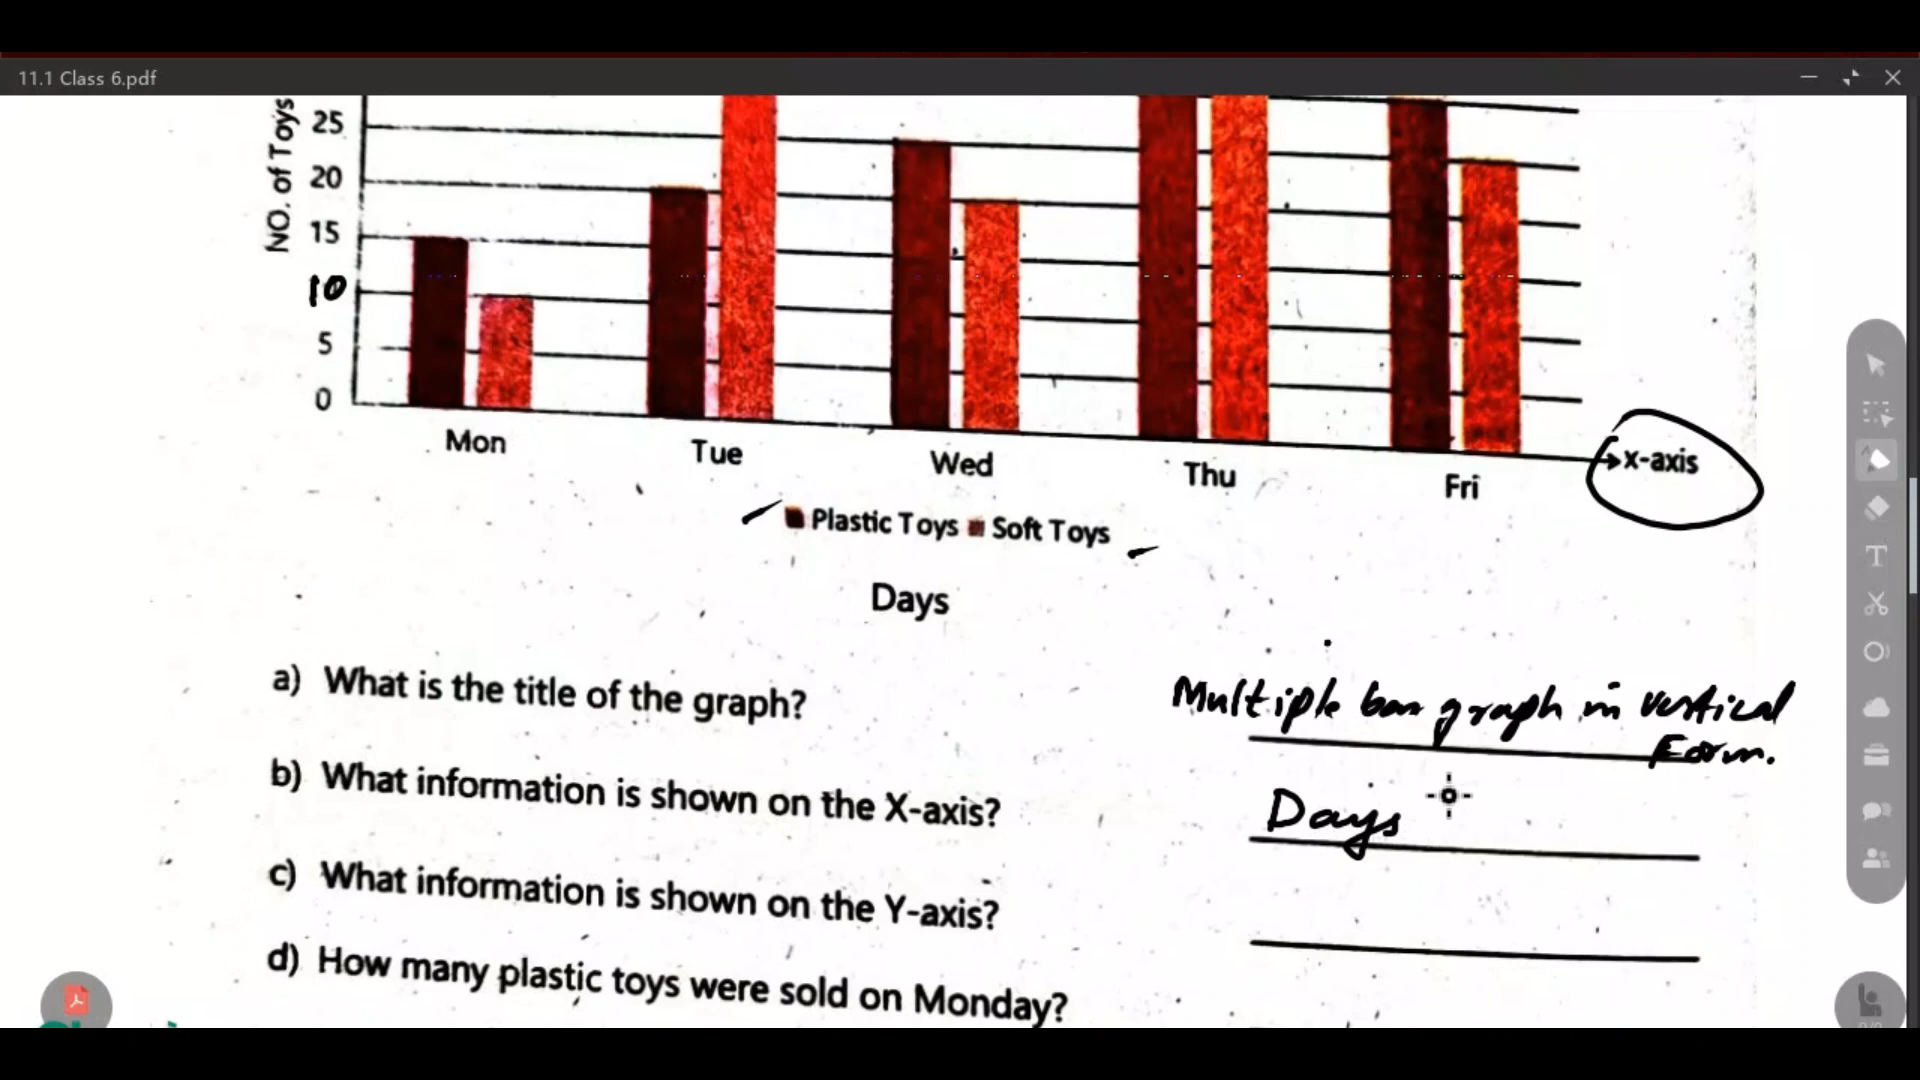 11.1 Class 6.pdf
NO. of Toys
25
20
15
10
5
0
Mon
Tue
Wed
Thu
Fri
x-axis
Plastic Toys Soft Toys
Days
a) What is the title of the graph?
Multiple bar graph in vertical
Form.
b) What information is shown on the X-axis?
Days
c) What information is shown on the Y-axis?
d) How many plastic toys were sold on Monday?
T